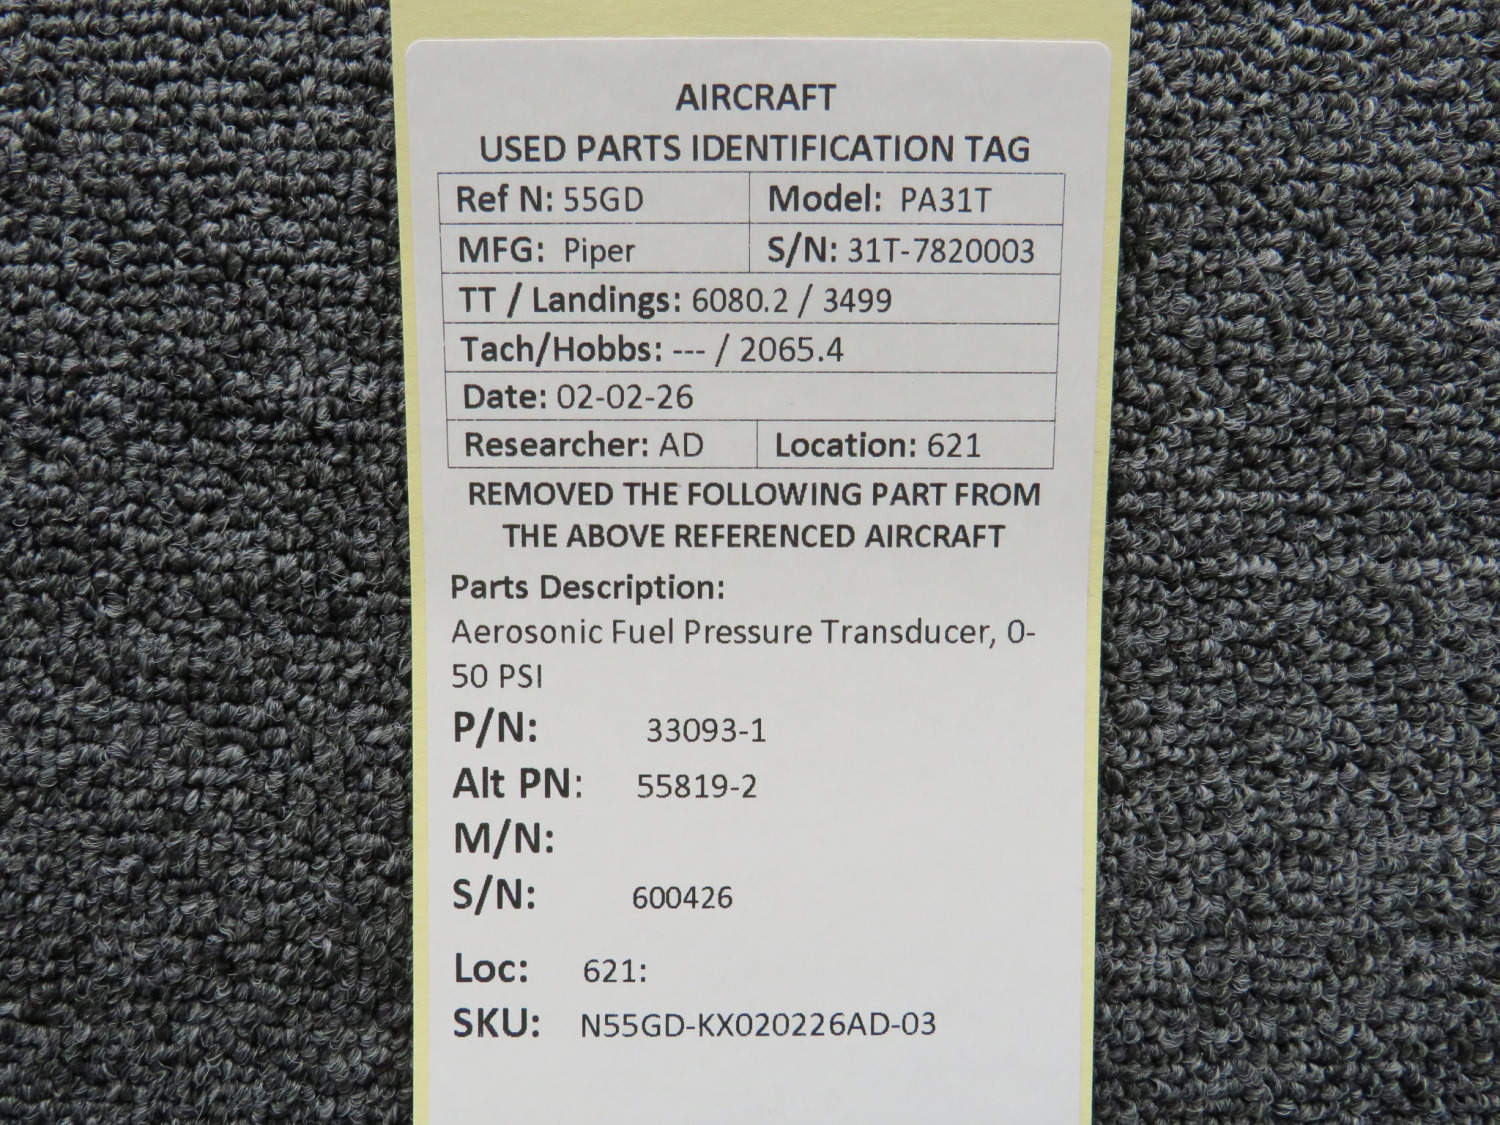 AIRCRAFT
USED PARTS IDENTIFICATION TAG
Ref N: 55GD Model: PA31T
MFG: Piper S/N: 31T-7820003
TT / Landings: 6080.2 / 3499
Tach/Hobbs: --- / 2065.4
Date: 02-02-26
Researcher: AD Location: 621
REMOVED THE FOLLOWING PART FROM
THE ABOVE REFERENCED AIRCRAFT
Parts Description:
Aerosonic Fuel Pressure Transducer, 0-
50 PSI
P/N: 33093-1
Alt PN: 55819-2
M/N:
S/N: 600426
Loc: 621:
SKU: N55GD-KX020226AD-03